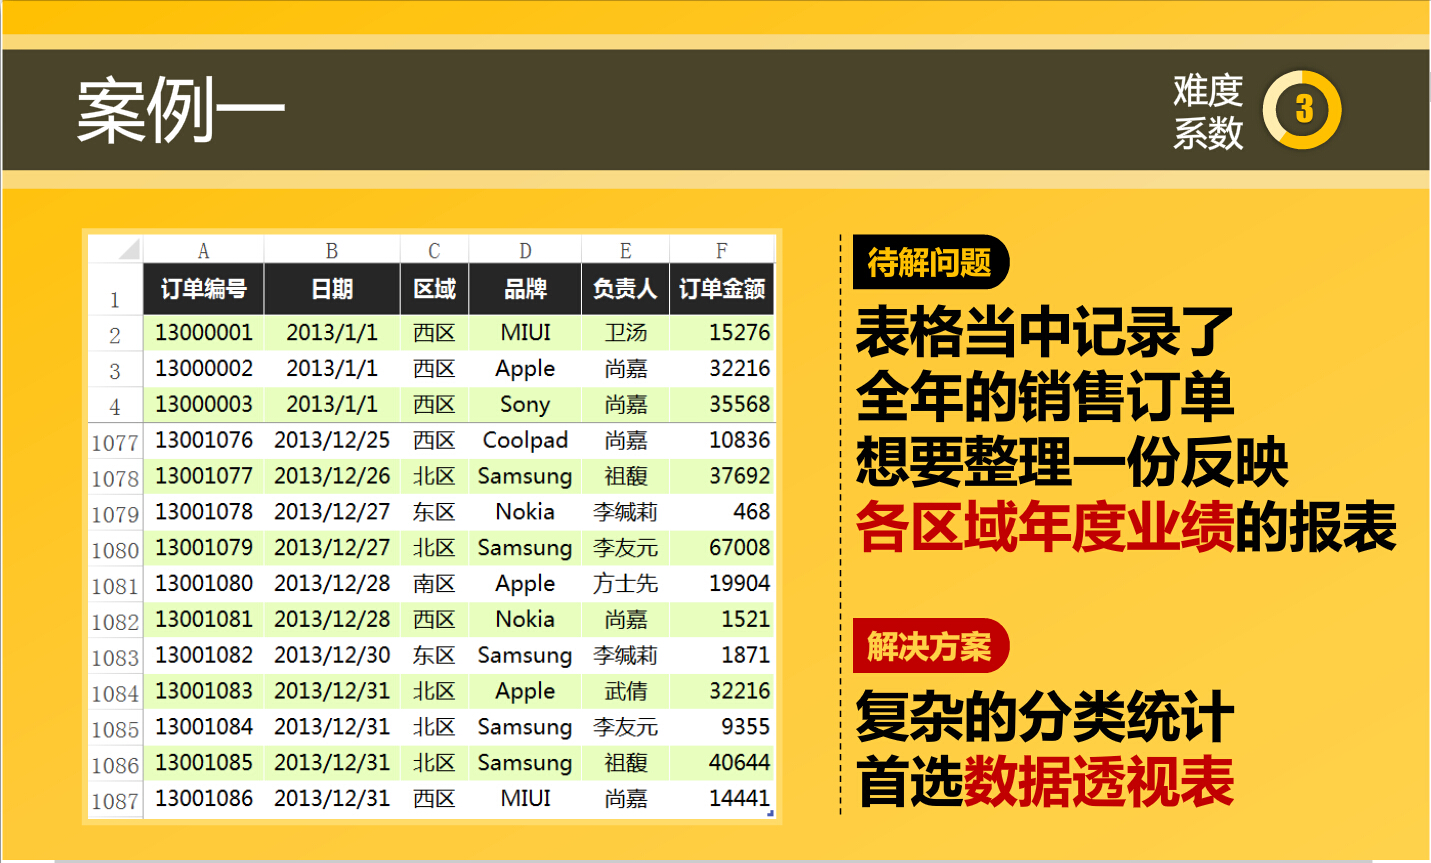 案例一
难度
系数
3
A B C D E F
1 订单编号 日期 区域 品牌 负责人 订单金额
2 13000001 2013/1/1 西区 MIUI 卫汤 15276
3 13000002 2013/1/1 西区 Apple 尚嘉 32216
4 13000003 2013/1/1 西区 Sony 尚嘉 35568
1077 13001076 2013/12/25 西区 Coolpad 尚嘉 10836
1078 13001077 2013/12/26 北区 Samsung 祖馥 37692
1079 13001078 2013/12/27 东区 Nokia 李缄莉 468
1080 13001079 2013/12/27 北区 Samsung 李友元 67008
1081 13001080 2013/12/28 南区 Apple 方士先 19904
1082 13001081 2013/12/28 西区 Nokia 尚嘉 1521
1083 13001082 2013/12/30 东区 Samsung 李缄莉 1871
1084 13001083 2013/12/31 北区 Apple 武倩 32216
1085 13001084 2013/12/31 北区 Samsung 李友元 9355
1086 13001085 2013/12/31 北区 Samsung 祖馥 40644
1087 13001086 2013/12/31 西区 MIUI 尚嘉 14441
待解问题
表格当中记录了
全年的销售订单
想要整理一份反映
各区域年度业绩的报表
解决方案
复杂的分类统计
首选数据透视表